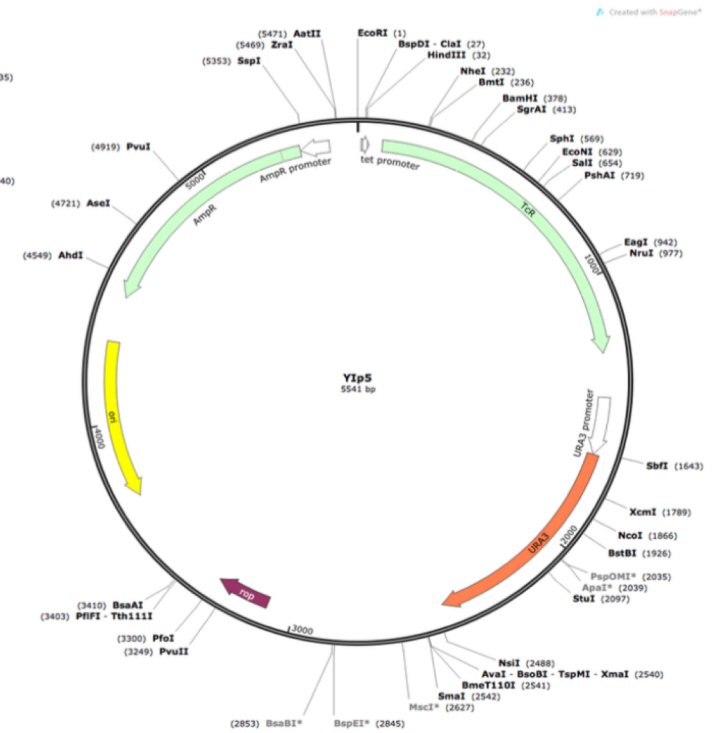 Created with SnapGene®
(5471) AatII
(5469) ZraI
(5353) SspI
EcoRI (1)
BspDI - ClaI (27)
HindIII (32)
NheI (232)
BmtI (236)
BamHI (378)
SgrAI (413)
35)
(4919) PvuI
SphI (569)
EcoNI (629)
SalI (654)
PshAI (719)
AmpR promoter
tet promoter
5000
40)
(4721) AseI
AmpR
TcR
(4549) AhdI
EagI (942)
NruI (977)
1000
YIp5
5541 bp
ori
4000
URA3 promoter
SbfI (1643)
XcmI (1789)
NcoI (1866)
BstBI (1926)
URA3
2000
PspOMI* (2035)
ApaI* (2039)
StuI (2097)
rop
3000
(3410) BsaAI
(3403) PflFI - Tth111I
(3300) PfoI
(3249) PvuII
NsiI (2488)
AvaI - BsoBI - TspMI - XmaI (2540)
BmeT110I (2541)
SmaI (2542)
MscI* (2627)
(2853) BsaBI*
BspEI* (2845)